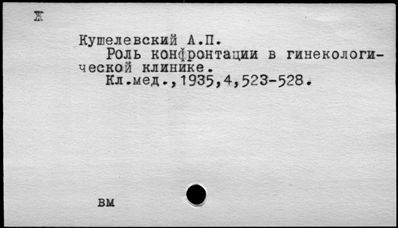 Ж
Кушелевский А.П.
Роль конфронтации в гинекологи-
ческой клинике.
Кл.мед.,1935,4,523-528.
вм